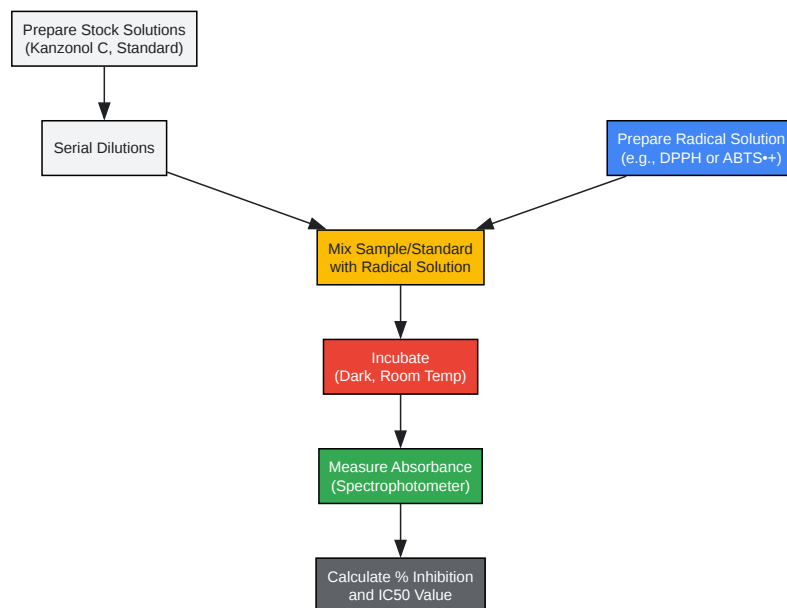 Prepare Stock Solutions
(Kanzonol C, Standard)
Serial Dilutions
Prepare Radical Solution
(e.g., DPPH or ABTS•+)
Mix Sample/Standard
with Radical Solution
Incubate
(Dark, Room Temp)
Measure Absorbance
(Spectrophotometer)
Calculate % Inhibition
and IC50 Value